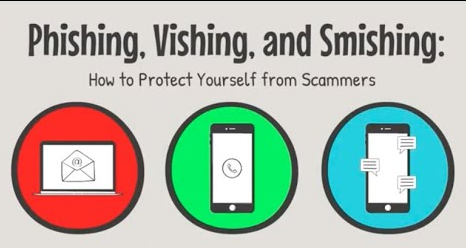 Phishing, Vishing, and Smishing:
How to Protect Yourself from Scammers
@